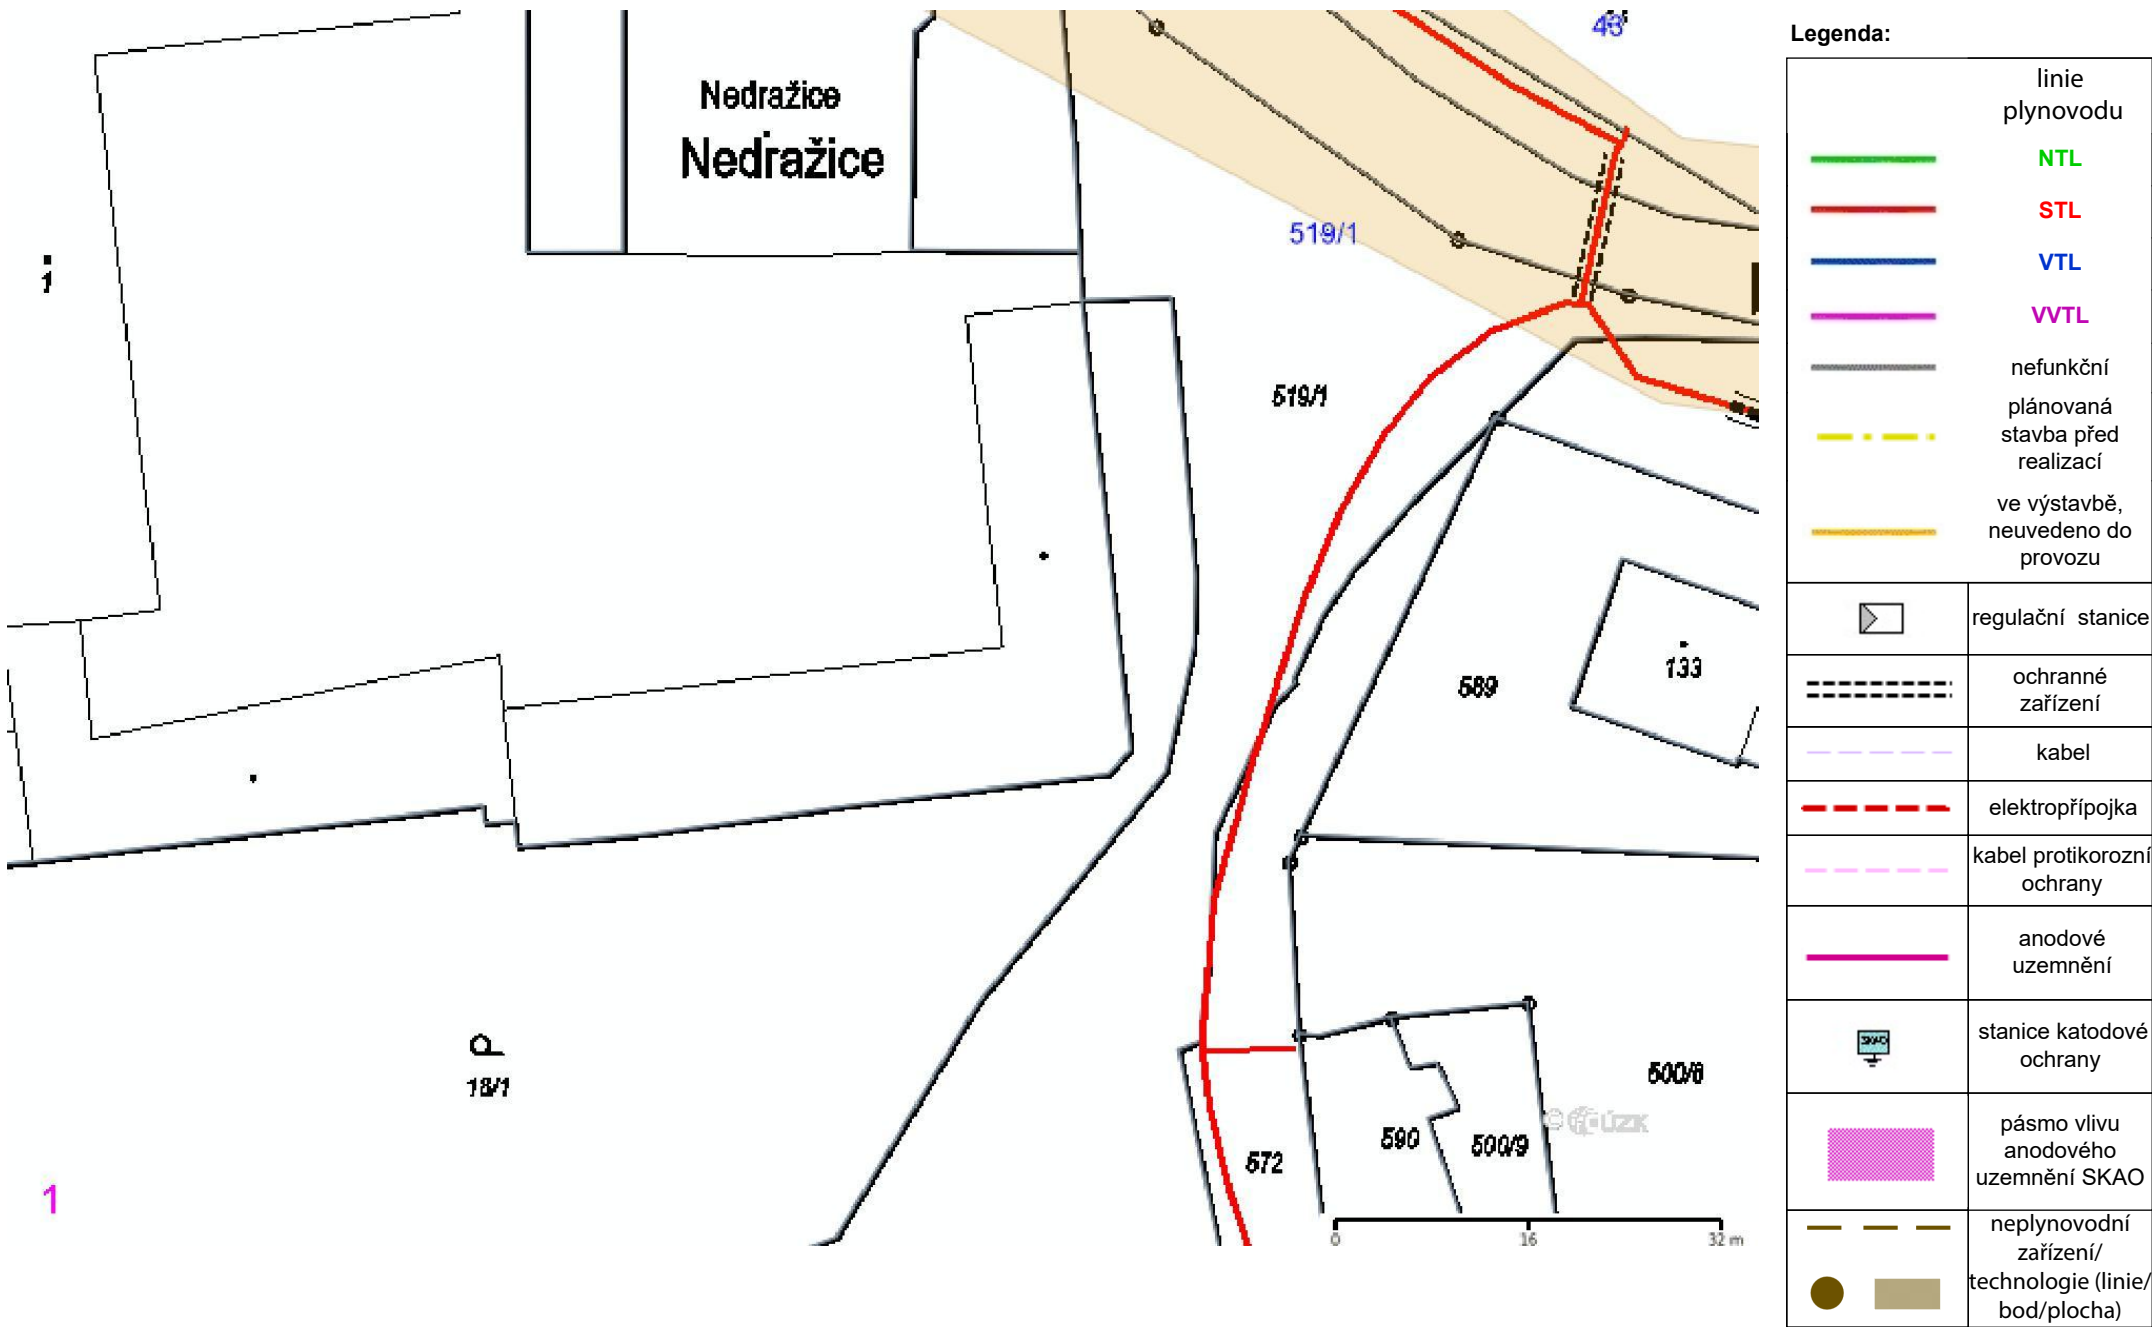 43
Nedražice
Nedražice
1
519/1
519/1
589
133
18/1
572
590
500/9
500/8
1
0 16 32 m
Legenda:
linie
plynovodu
NTL
STL
VTL
VVTL
nefunkční
plánovaná
stavba před
realizací
ve výstavbě,
neuvedeno do
provozu
regulační stanice
ochranné
zařízení
kabel
elektropřípojka
kabel protikorozní
ochrany
anodové
uzemnění
SKAO
stanice katodové
ochrany
pásmo vlivu
anodového
uzemnění SKAO
neplynovodní
zařízení/
technologie (linie/
bod/plocha)